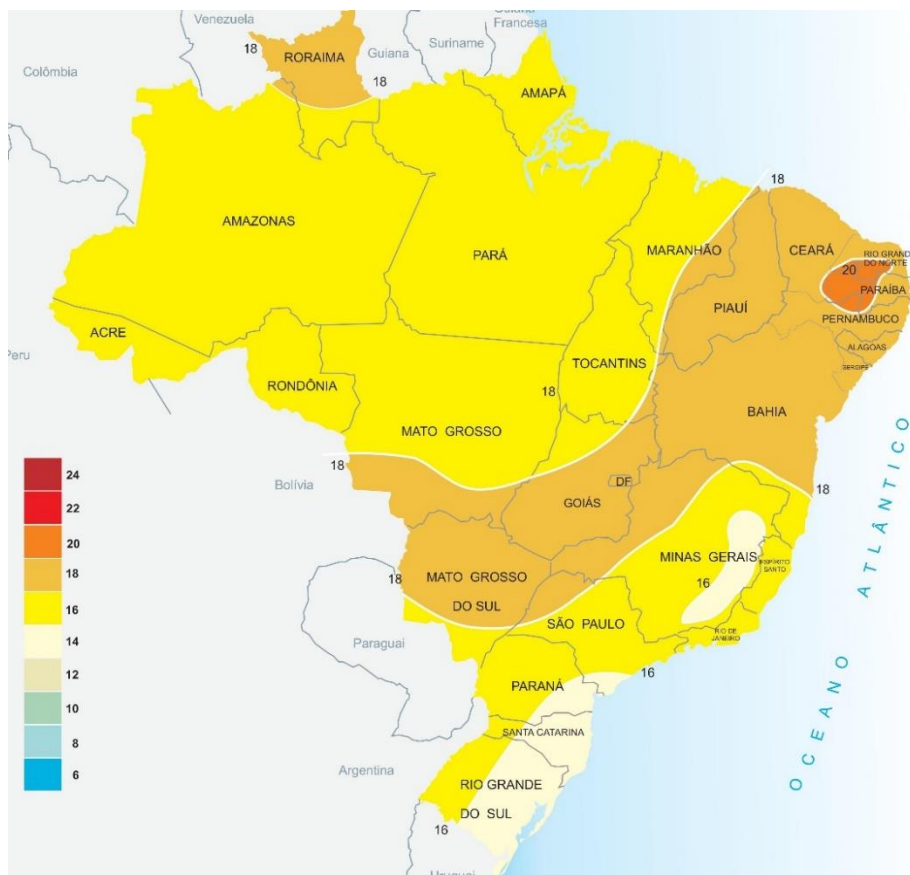 Venezuela
Guiana
Francesa
18
RORAIMA
Guiana
Suriname
Colômbia
18
AMAPÁ
18
AMAZONAS
PARÁ
MARANHÃO
CEARÁ
RIO GRANDE
DO NORTE
20
PARAÍBA
PIAUÍ
PERNAMBUCO
ACRE
ALAGOAS
Peru
TOCANTINS
SERGIPE
RONDÔNIA
18
BAHIA
MATO GROSSO
18
Bolívia
DF
GOIÁS
18
24
22
20
18
16
14
12
10
8
6
MINAS GERAIS
ESPÍRITO
SANTO
18
MATO GROSSO
DO SUL
16
SÃO PAULO
RIO DE
JANEIRO
Paraguai
16
PARANÁ
SANTA CATARINA
Argentina
RIO GRANDE
DO SUL
16
Uruguai
OCEANO ATLÂNTICO